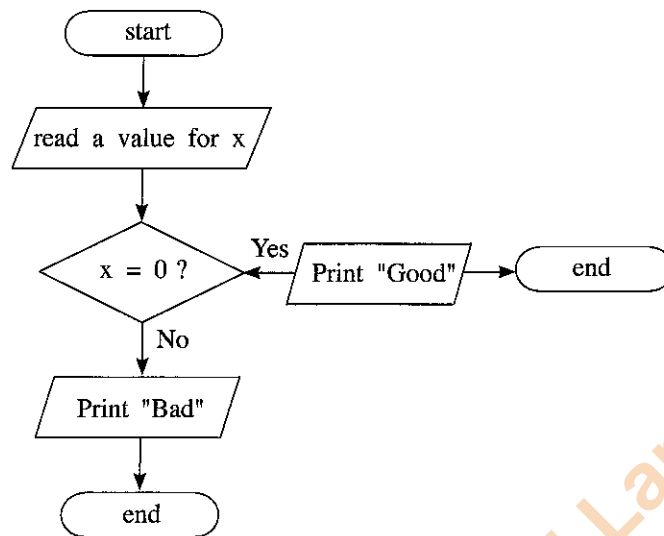 start
read a value for x
x = 0 ?
Yes
Print "Good"
end
No
Print "Bad"
end